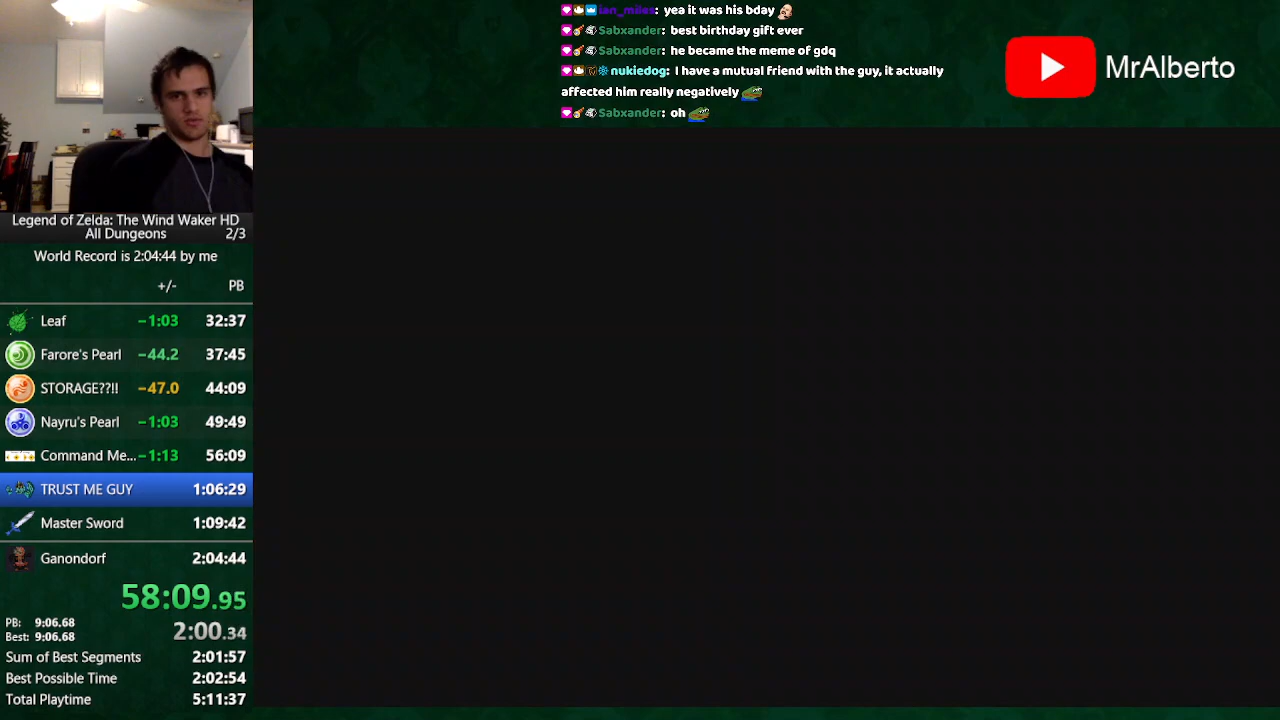 ian_miies: yea it was his bday
Sabxander: best birthday gift ever
Sabxander: he became the meme of gdq
nukiedog: I have a mutual friend with the guy, it actually
affected him really negatively
Sabxander: oh
MrAlberto
Legend of Zelda: The Wind Waker HD
All Dungeons 2/3
World Record is 2:04:44 by me
+/- PB
Leaf −1:03 32:37
Farore's Pearl −44.2 37:45
STORAGE??!! −47.0 44:09
Nayru's Pearl −1:03 49:49
Command Me... −1:13 56:09
TRUST ME GUY 1:06:29
Master Sword 1:09:42
Ganondorf 2:04:44
58:09.95
PB: 9:06.68
Best: 9:06.68
2:00.34
Sum of Best Segments 2:01:57
Best Possible Time 2:02:54
Total Playtime 5:11:37